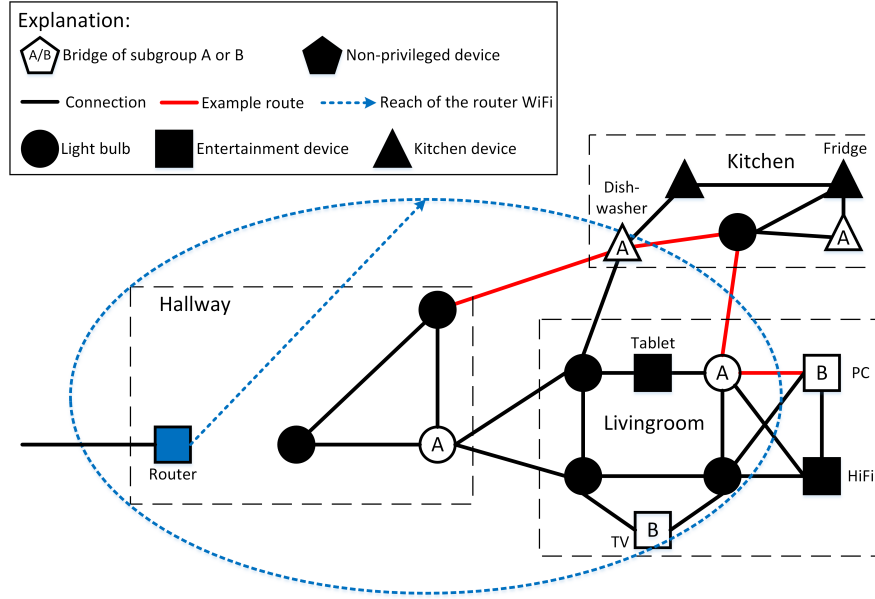 Explanation:
A/B Bridge of subgroup A or B
Non-privileged device
Connection
Example route
Reach of the router WiFi
Light bulb
Entertainment device
Kitchen device
Kitchen
Fridge
Dish-
washer
A
A
Hallway
Tablet
A
B
PC
Livingroom
Router
A
HiFi
TV
B